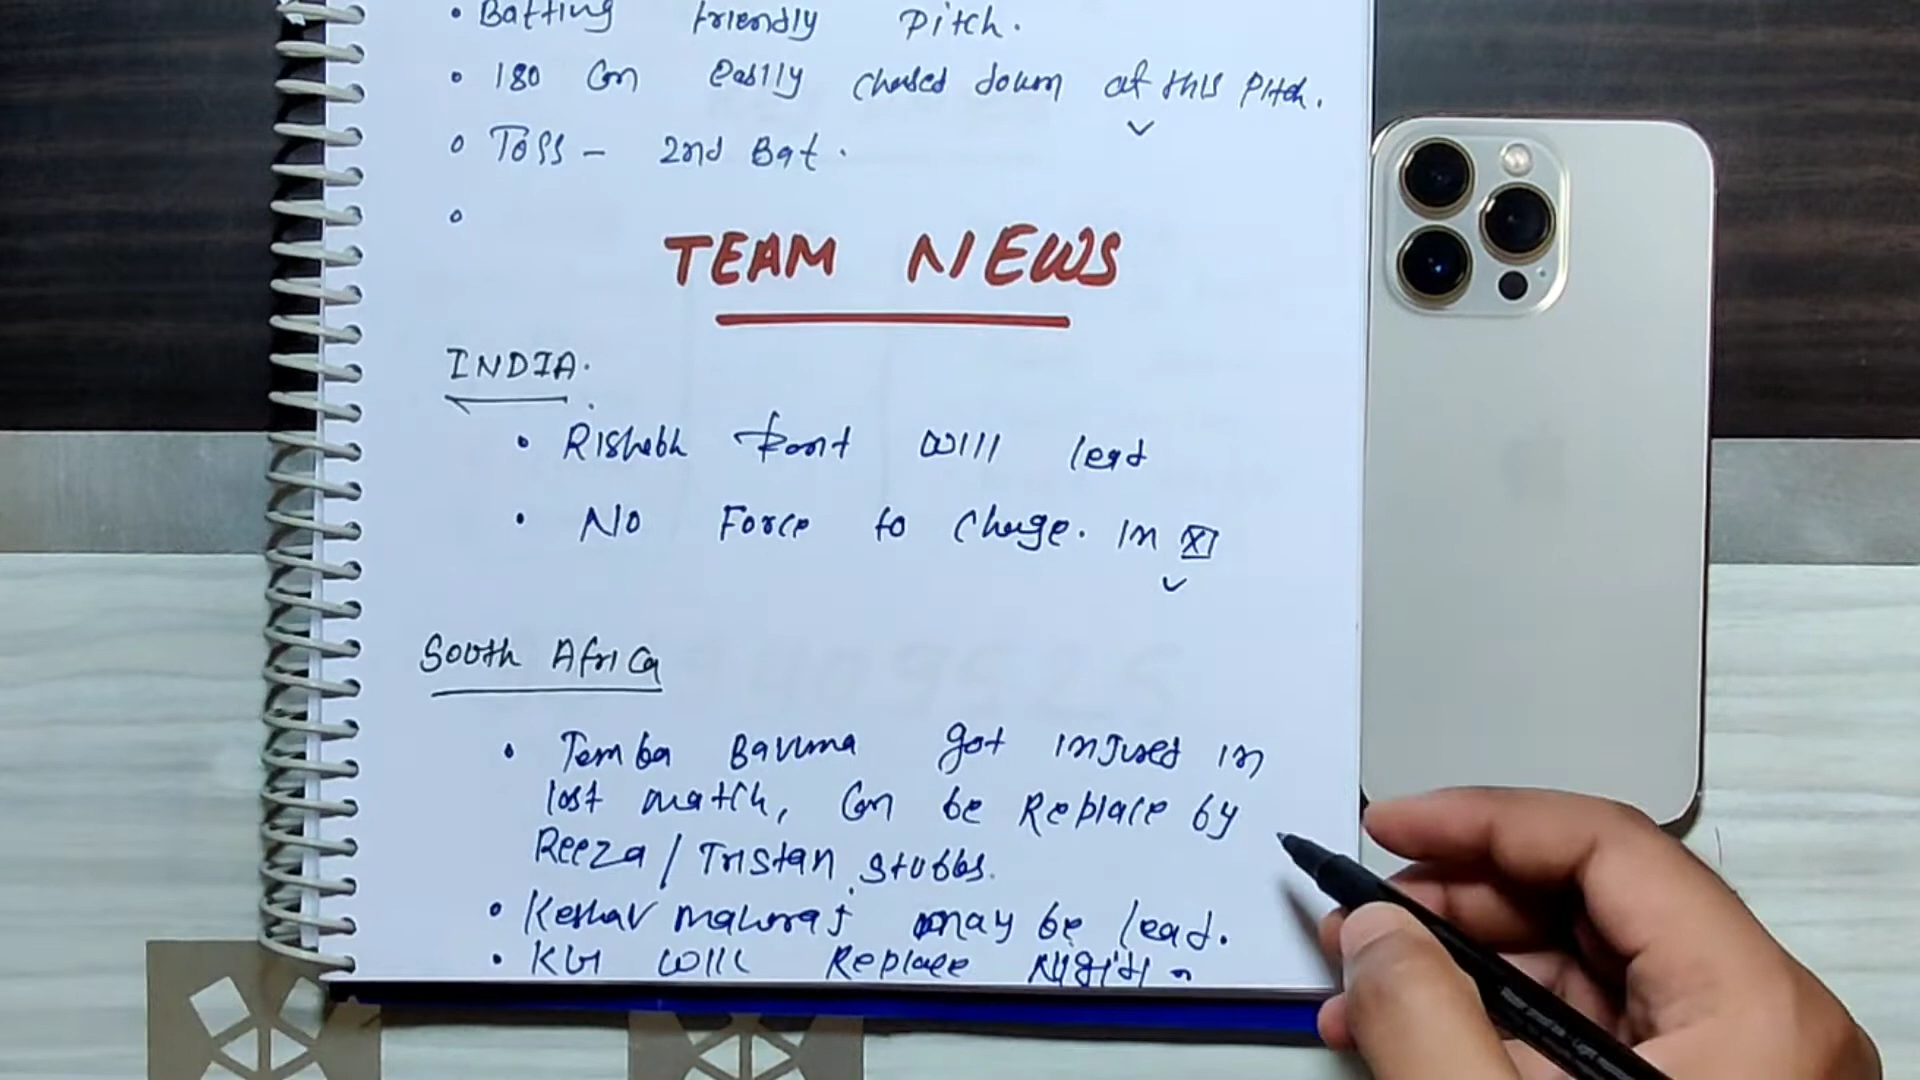 • Batting friendly Pitch.
• 180 Can easily chased down at this Pitch.
• Toss - 2nd Bat.
TEAM NEWS
INDIA.
• Rishabh Pant will lead
• No Force to Change. in XI
South Africa
• Temba Bavuma got injured in
last match, Can be Replace by
Reeza / Tristan Stubbs.
• Keshav maharaj may be lead.
• KG will Replace Ngidi